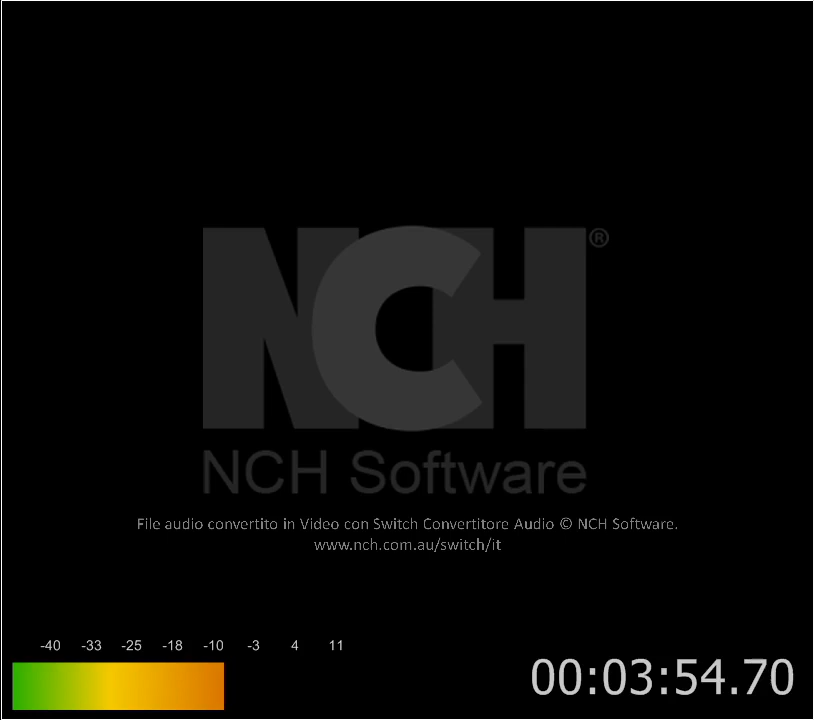 NCH®
NCH Software
File audio convertito in Video con Switch Convertitore Audio © NCH Software.
www.nch.com.au/switch/it
-40 -33 -25 -18 -10 -3 4 11
00:03:54.70